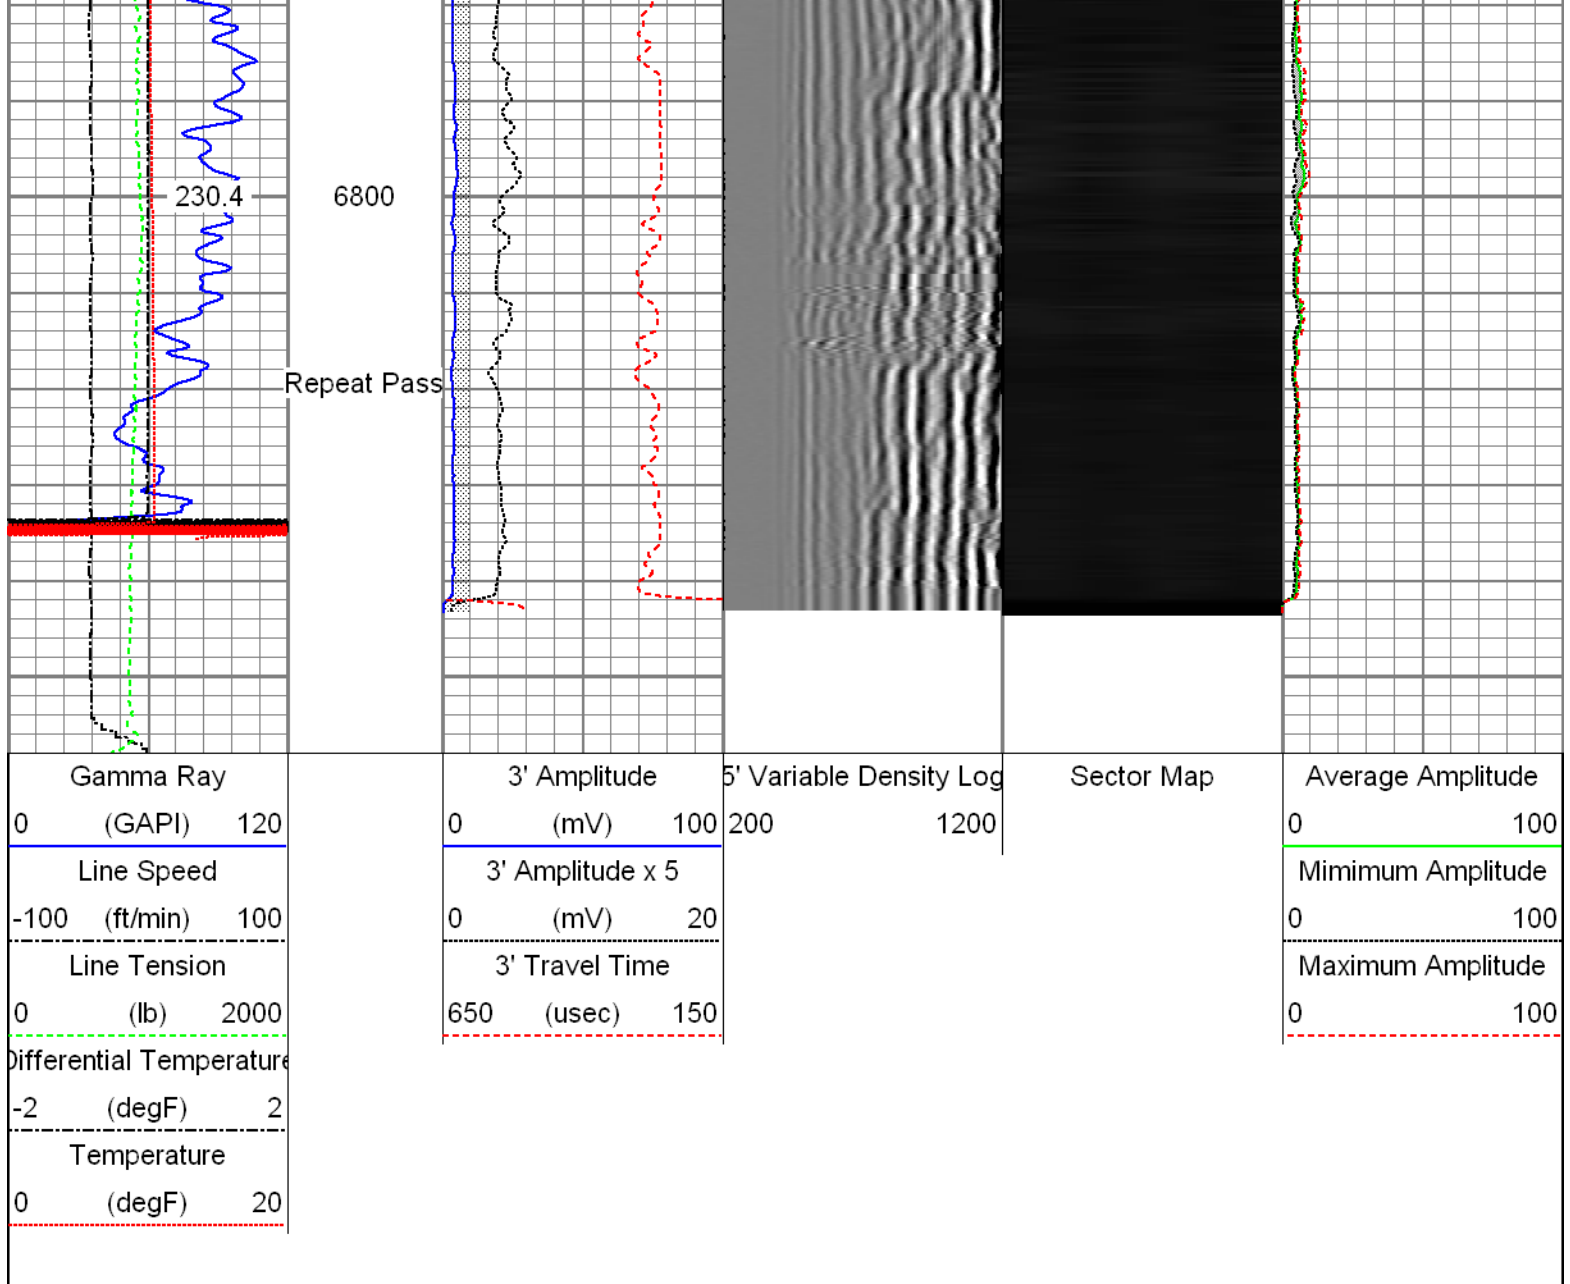 230.4
6800
Repeat Pass
Gamma Ray
0 (GAPI) 120
Line Speed
-100 (ft/min) 100
Line Tension
0 (lb) 2000
Differential Temperature
-2 (degF) 2
Temperature
0 (degF) 20
3' Amplitude
0 (mV) 100
3' Amplitude x 5
0 (mV) 20
3' Travel Time
650 (usec) 150
5' Variable Density Log
200 1200
Sector Map
Average Amplitude
0 100
Mimimum Amplitude
0 100
Maximum Amplitude
0 100